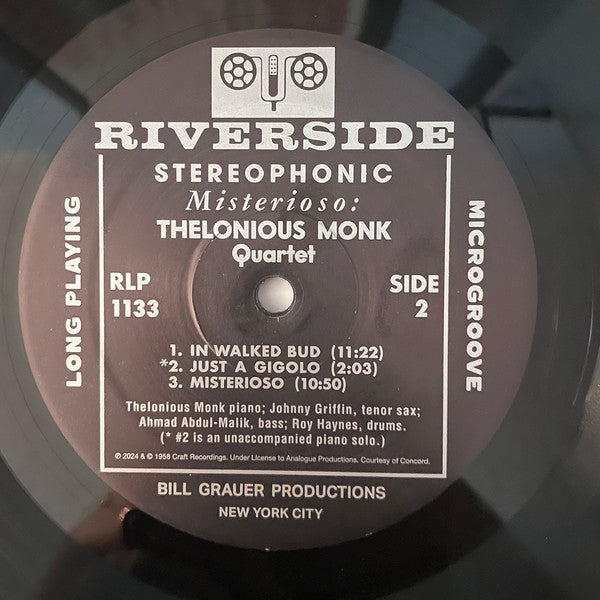 RIVERSIDE
STEREOPHONIC
Misterioso:
THELONIOUS MONK
Quartet
LONG PLAYING
RLP
1133
SIDE
2
MICROGROOVE
1. IN WALKED BUD (11:22)
*2. JUST A GIGOLO (2:03)
3. MISTERIOSO (10:50)
Thelonious Monk piano; Johnny Griffin, tenor sax;
Ahmad Abdul-Malik, bass; Roy Haynes, drums.
(* #2 is an unaccompanied piano solo.)
℗ 2024 & © 1958 Craft Recordings. Under License to Analogue Productions. Courtesy of Concord.
BILL GRAUER PRODUCTIONS
NEW YORK CITY